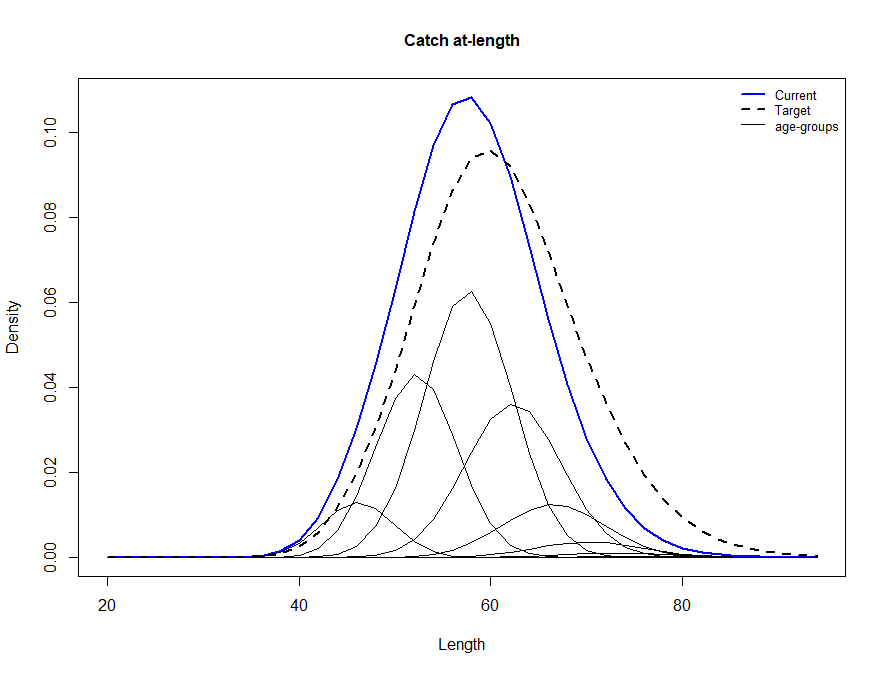 Catch at-length
Current
Target
age-groups
0.10
0.08
0.06
0.04
0.02
0.00
Density
20 40 60 80
Length